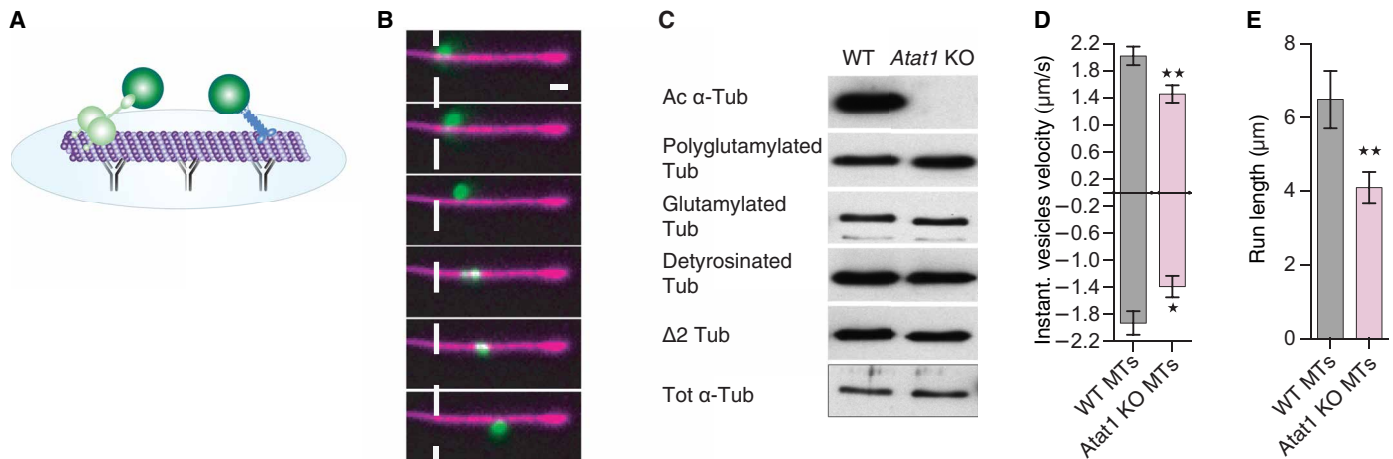 A
B
C
WT Atat1 KO
Ac α-Tub
Polyglutamylated
Tub
Glutamylated
Tub
Detyrosinated
Tub
Δ2 Tub
Tot α-Tub
D
Instant. vesicles velocity (μm/s)
2.2
1.8
1.4
1.0
0.6
0.2
−0.2
−0.6
−1.0
−1.4
−1.8
−2.2
★★
★
WT MTs
Atat1 KO MTs
E
Run length (μm)
8
6
4
2
0
★★
WT MTs
Atat1 KO MTs